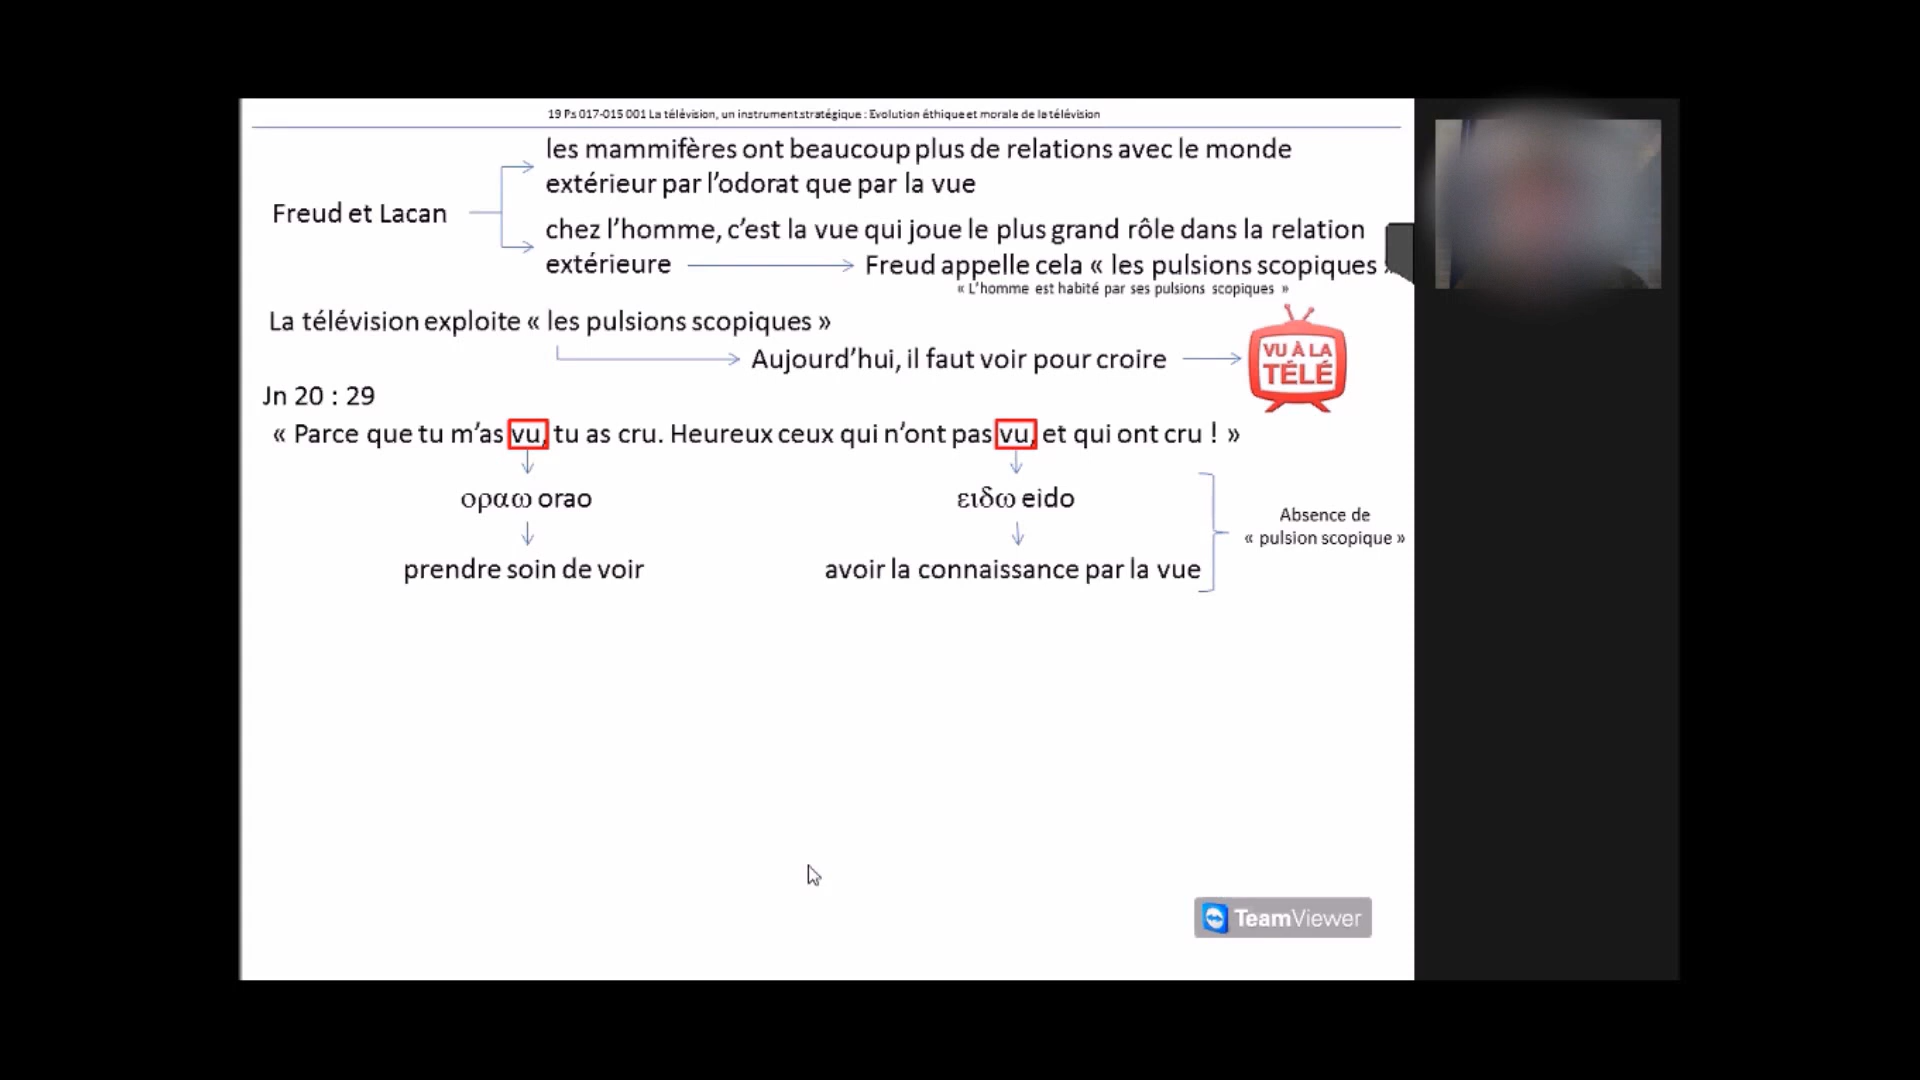 19 Ps 017-015 001 La télévision, un instrument stratégique : Evolution éthique et morale de la télévision
les mammifères ont beaucoup plus de relations avec le monde
extérieur par l’odorat que par la vue
Freud et Lacan
chez l’homme, c’est la vue qui joue le plus grand rôle dans la relation
extérieure
Freud appelle cela « les pulsions scopiques »
« L’homme est habité par ses pulsions scopiques »
La télévision exploite « les pulsions scopiques »
Aujourd’hui, il faut voir pour croire
VU À LA
TÉLÉ
Jn 20 : 29
« Parce que tu m’as vu, tu as cru. Heureux ceux qui n’ont pas vu, et qui ont cru ! »
οραω orao
ειδω eido
Absence de
« pulsion scopique »
prendre soin de voir
avoir la connaissance par la vue
TeamViewer